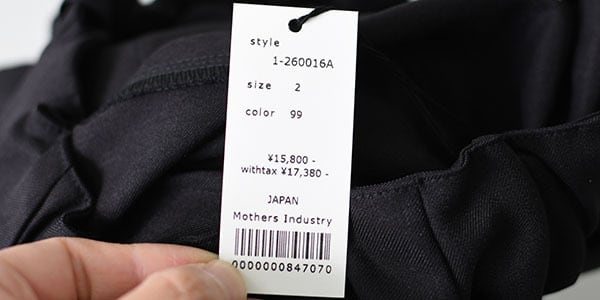 style
1-260016A
size 2
color 99
¥15,800 -
withtax ¥17,380 -
JAPAN
Mothers Industry
0000000847070